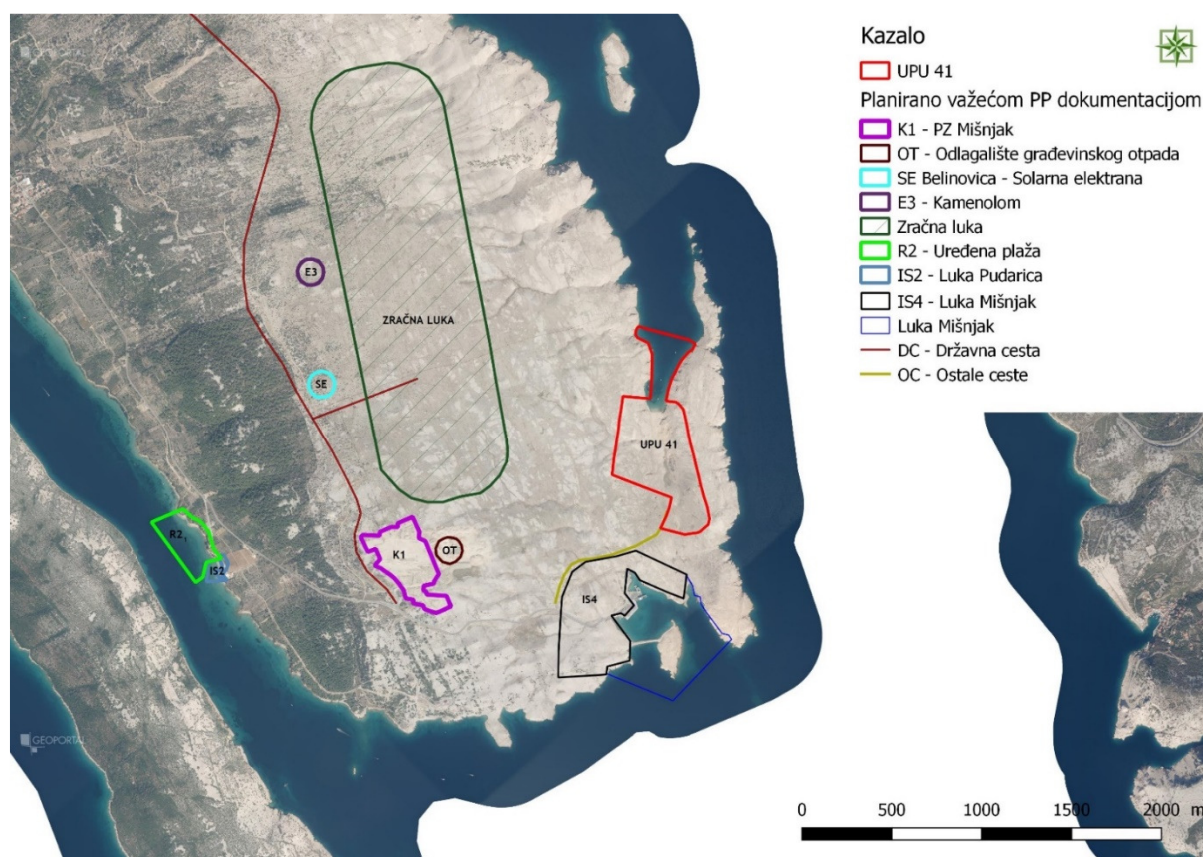 Kazalo
UPU 41
Planirano važećom PP dokumentacijom
K1 - PZ Mišnjak
OT - Odlagalište građevinskog otpada
SE Belinovica - Solarna elektrana
E3 - Kamenolom
Zračna luka
R2 - Uređena plaža
IS2 - Luka Pudarica
IS4 - Luka Mišnjak
Luka Mišnjak
DC - Državna cesta
OC - Ostale ceste
E3
ZRAČNA LUKA
SE
UPU 41
R2₁
IS2
K1
OT
IS4
GEOPORTAL
0 500 1000 1500 2000 m